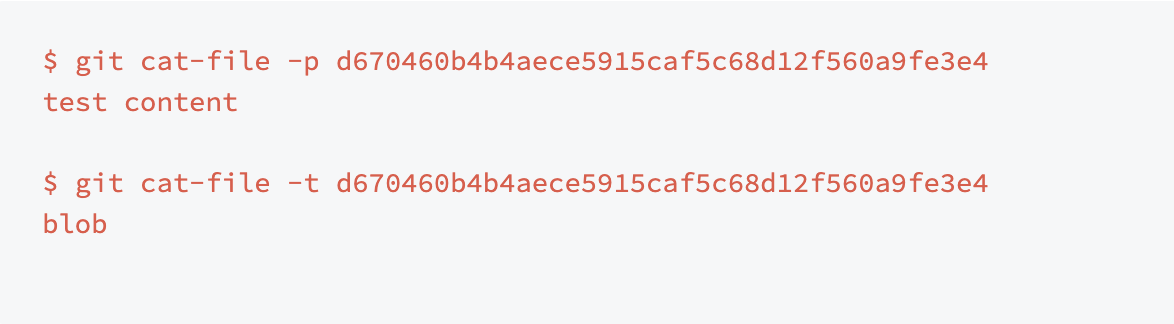 $ git cat-file -p d670460b4b4aece5915caf5c68d12f560a9fe3e4
test content
$ git cat-file -t d670460b4b4aece5915caf5c68d12f560a9fe3e4
blob